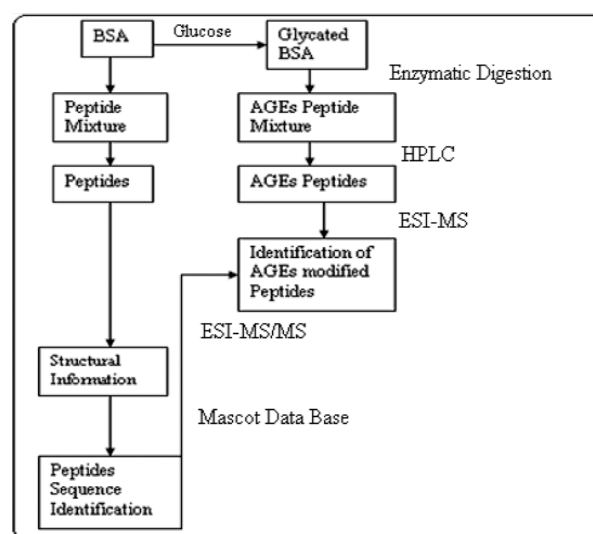 BSA
Glucose
Glycated
BSA
Enzymatic Digestion
Peptide
Mixture
AGEs Peptide
Mixture
HPLC
Peptides
AGEs Peptides
ESI-MS
Identification of
AGEs modified
Peptides
ESI-MS/MS
Structural
Information
Mascot Data Base
Peptides
Sequence
Identification